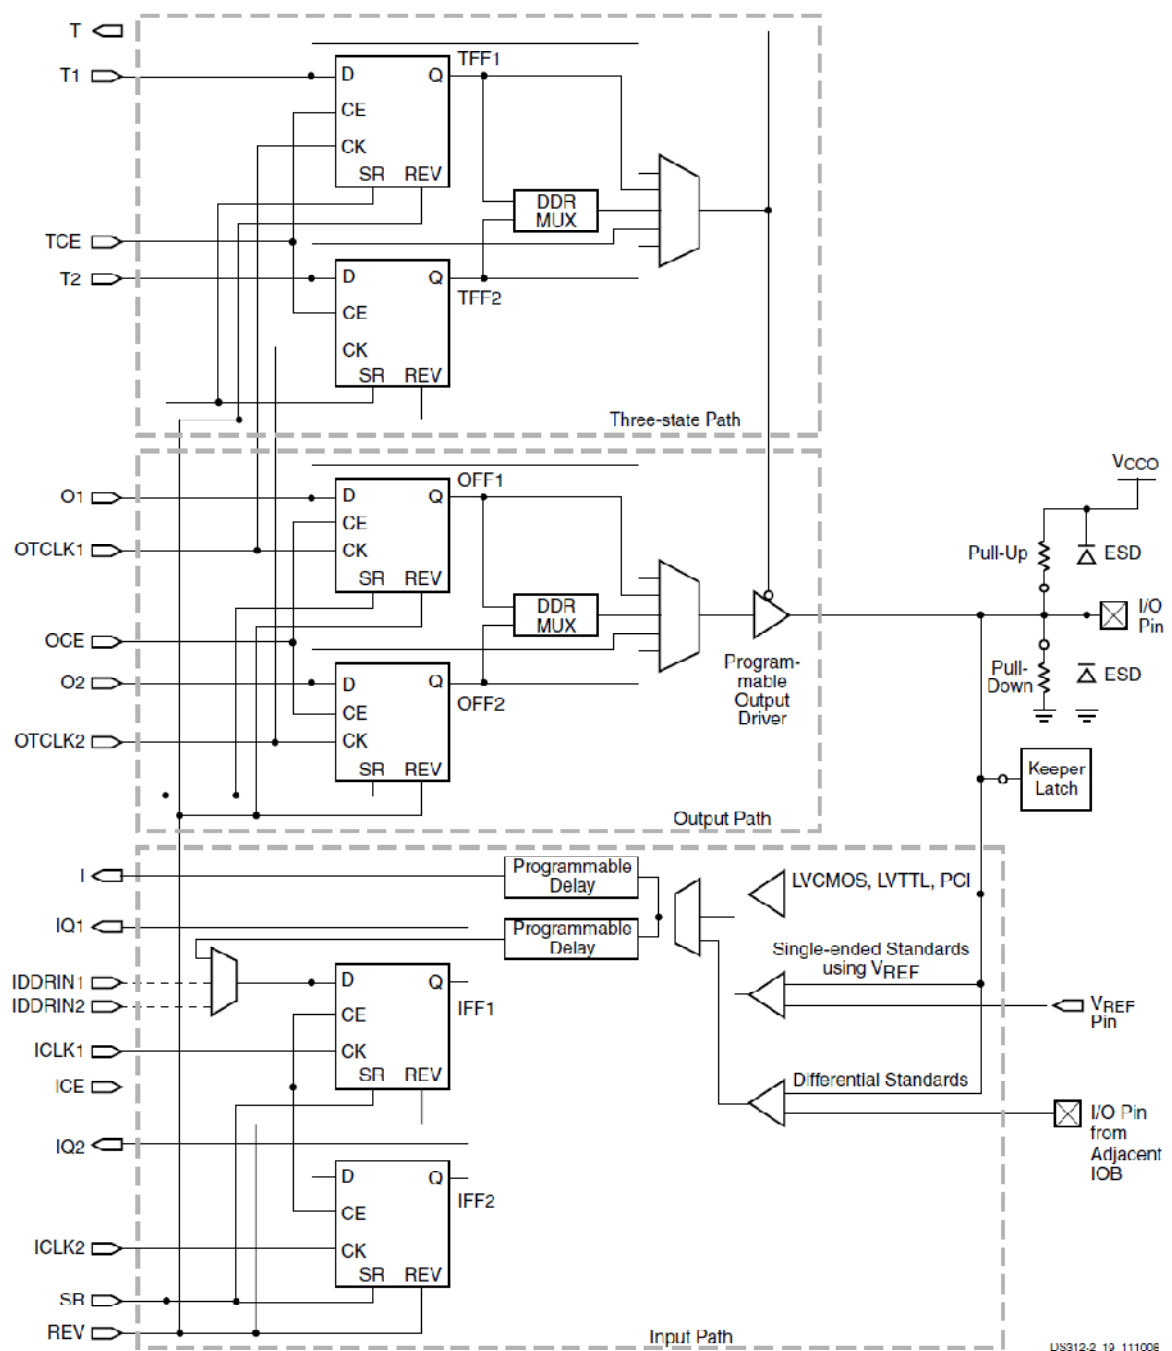 T
T1
TCE
T2
D
Q
TFF1
CE
CK
SR REV
DDR
MUX
D
Q
TFF2
CE
CK
SR REV
Three-state Path
O1
OTCLK1
OCE
O2
OTCLK2
D
Q
OFF1
CE
CK
SR REV
DDR
MUX
D
Q
OFF2
CE
CK
SR REV
Program-
mable
Output
Driver
Output Path
VCCO
Pull-Up
ESD
I/O
Pin
Pull-
Down
ESD
Keeper
Latch
I
IQ1
IDDRIN1
IDDRIN2
ICLK1
ICE
IQ2
ICLK2
SR
REV
Programmable
Delay
Programmable
Delay
D
Q
IFF1
CE
CK
SR REV
D
Q
IFF2
CE
CK
SR REV
LVCMOS, LVTTL, PCI
Single-ended Standards
using VREF
VREF
Pin
Differential Standards
I/O Pin
from
Adjacent
IOB
Input Path
DS312-2_19_111008